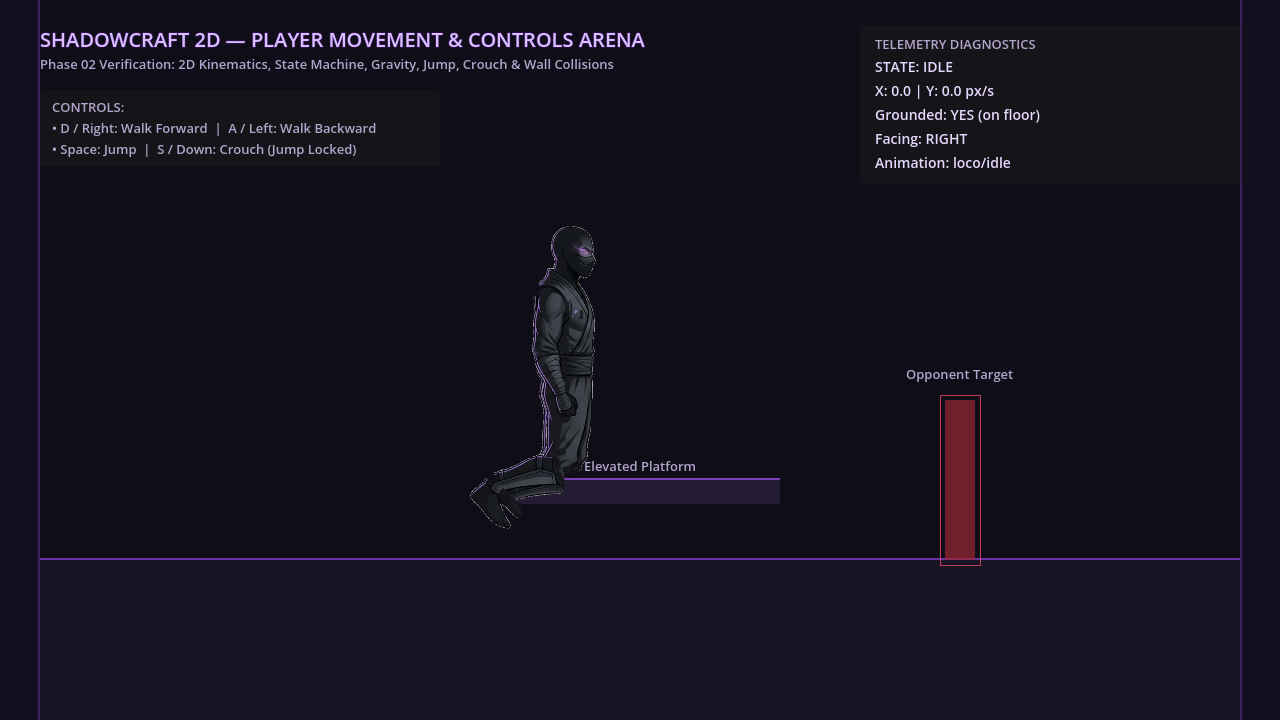 SHADOWCRAFT 2D — PLAYER MOVEMENT & CONTROLS ARENA
Phase 02 Verification: 2D Kinematics, State Machine, Gravity, Jump, Crouch & Wall Collisions
CONTROLS:
• D / Right: Walk Forward | A / Left: Walk Backward
• Space: Jump | S / Down: Crouch (Jump Locked)
TELEMETRY DIAGNOSTICS
STATE: IDLE
X: 0.0 | Y: 0.0 px/s
Grounded: YES (on floor)
Facing: RIGHT
Animation: loco/idle
Opponent Target
Elevated Platform